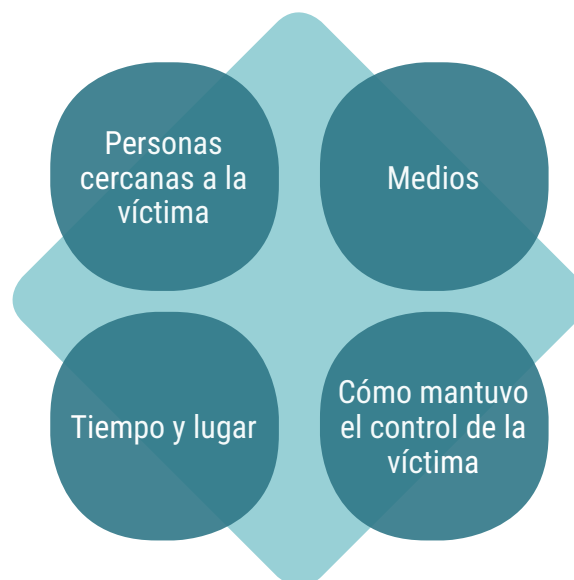 Personas
cercanas a la
víctima
Medios
Tiempo y lugar
Cómo mantuvo
el control de la
víctima